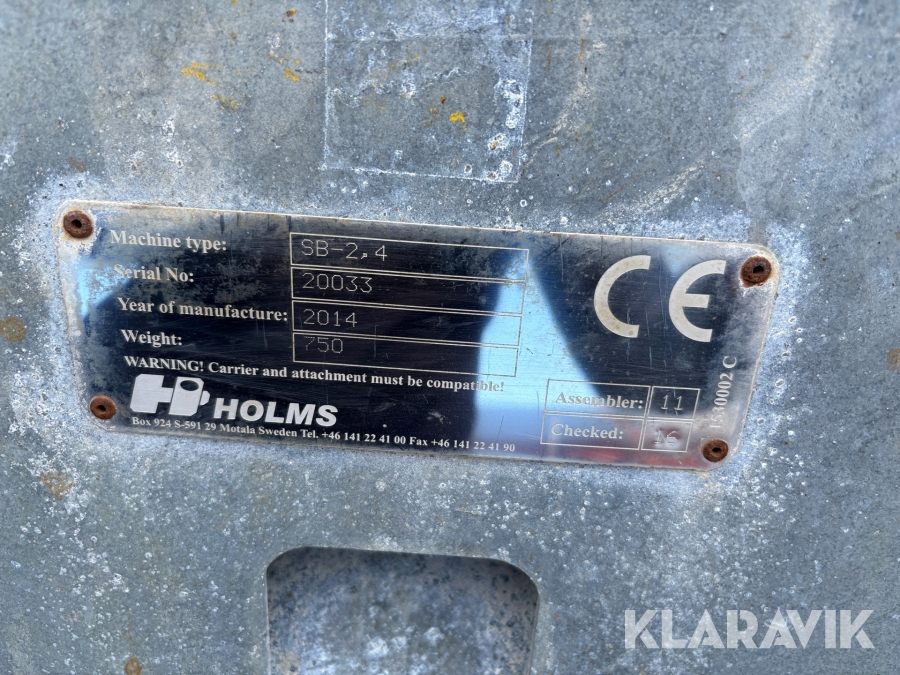 Machine type: SB-2,4
Serial No: 20033
Year of manufacture: 2014
Weight: 750
WARNING! Carrier and attachment must be compatible!
HOLMS
Box 924 S-591 29 Motala Sweden Tel. +46 141 22 41 00 Fax +46 141 22 41 90
CE
Assembler: 11
Checked: 16
KLARAVIK